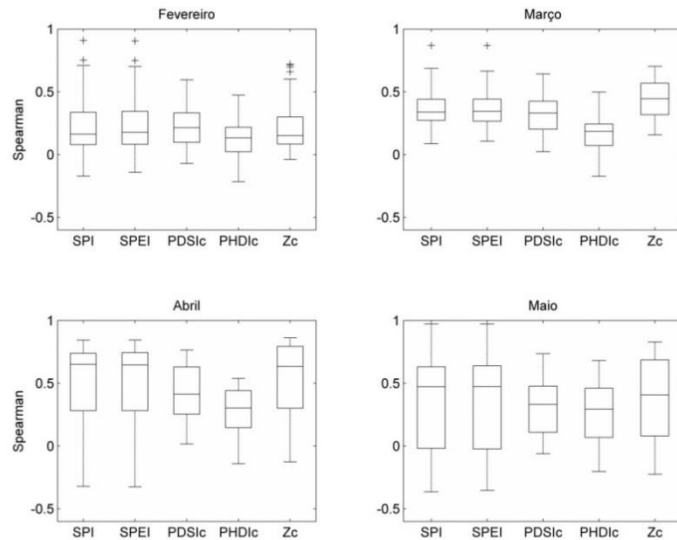 Fevereiro
1
0.5
0
-0.5
Spearman
SPI SPEI PDSIc PHDIc Zc
Março
1
0.5
0
-0.5
SPI SPEI PDSIc PHDIc Zc
Abril
1
0.5
0
-0.5
Spearman
SPI SPEI PDSIc PHDIc Zc
Maio
1
0.5
0
-0.5
SPI SPEI PDSIc PHDIc Zc